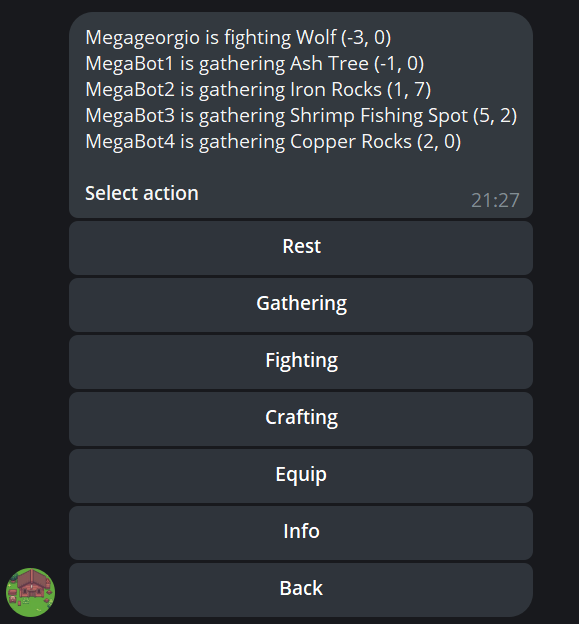 Megageorgio is fighting Wolf (-3, 0)
MegaBot1 is gathering Ash Tree (-1, 0)
MegaBot2 is gathering Iron Rocks (1, 7)
MegaBot3 is gathering Shrimp Fishing Spot (5, 2)
MegaBot4 is gathering Copper Rocks (2, 0)
Select action
21:27
Rest
Gathering
Fighting
Crafting
Equip
Info
Back